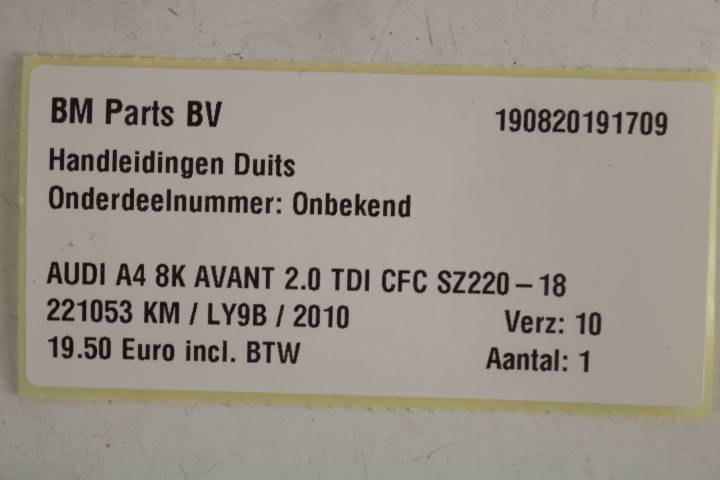 BM Parts BV 190820191709
Handleidingen Duits
Onderdeelnummer: Onbekend
AUDI A4 8K AVANT 2.0 TDI CFC SZ220-18
221053 KM / LY9B / 2010 Verz: 10
19.50 Euro incl. BTW Aantal: 1